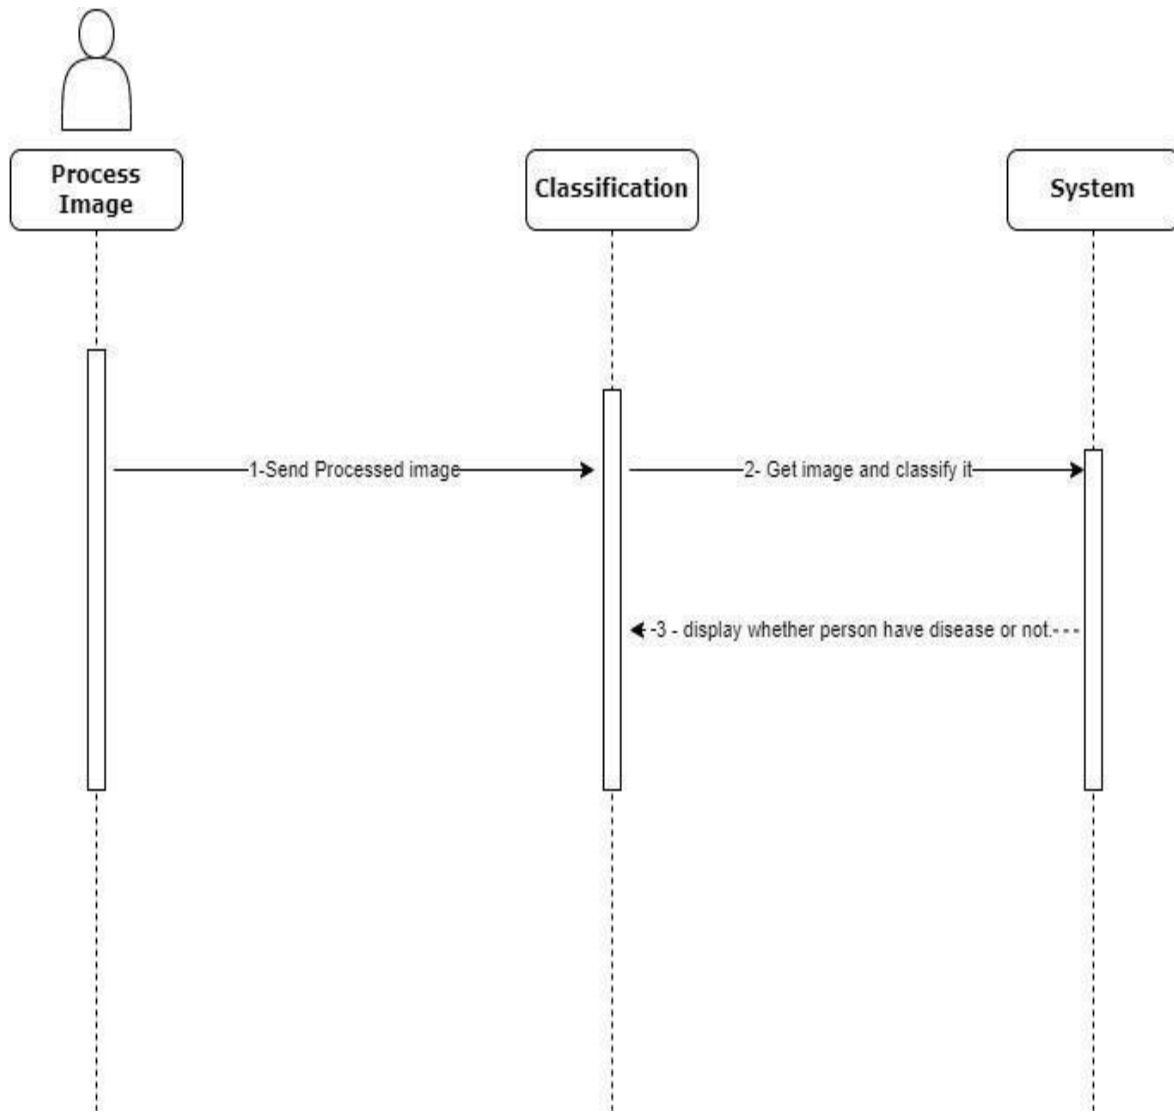 Process
Image
Classification
System
1-Send Processed image
2- Get image and classify it
3 - display whether person have disease or not.